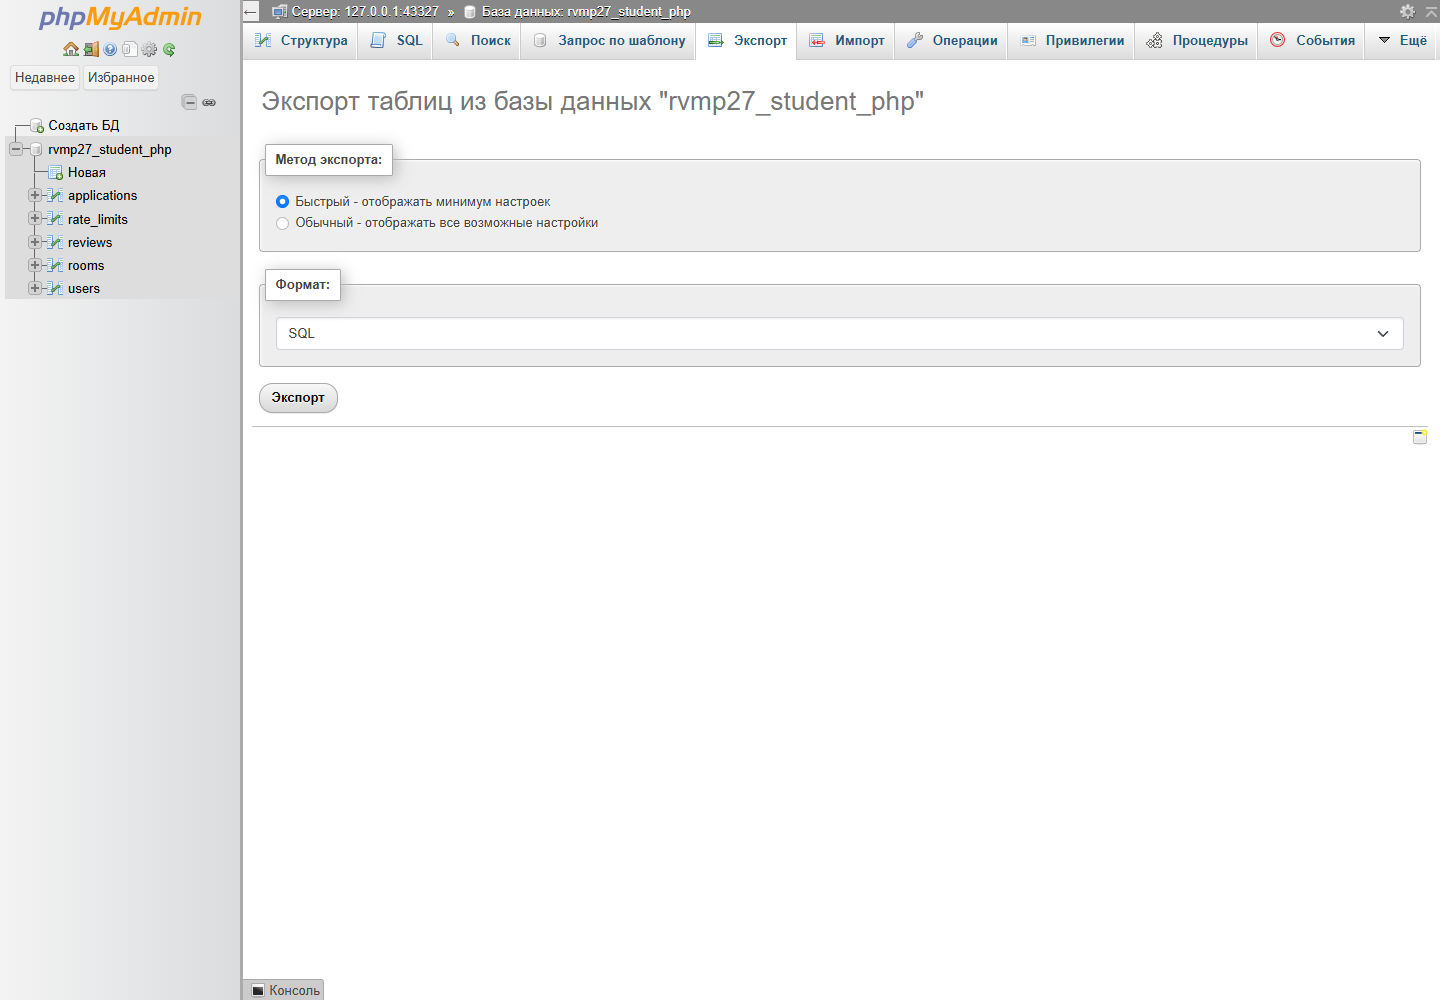 phpMyAdmin
Недавнее Избранное
Создать БД
rvmp27_student_php
Новая
applications
rate_limits
reviews
rooms
users
Сервер: 127.0.0.1:43327 » База данных: rvmp27_student_php
Структура SQL Поиск Запрос по шаблону Экспорт Импорт Операции Привилегии Процедуры События Ещё
Экспорт таблиц из базы данных "rvmp27_student_php"
Метод экспорта:
Быстрый - отображать минимум настроек
Обычный - отображать все возможные настройки
Формат:
SQL
Экспорт
Консоль